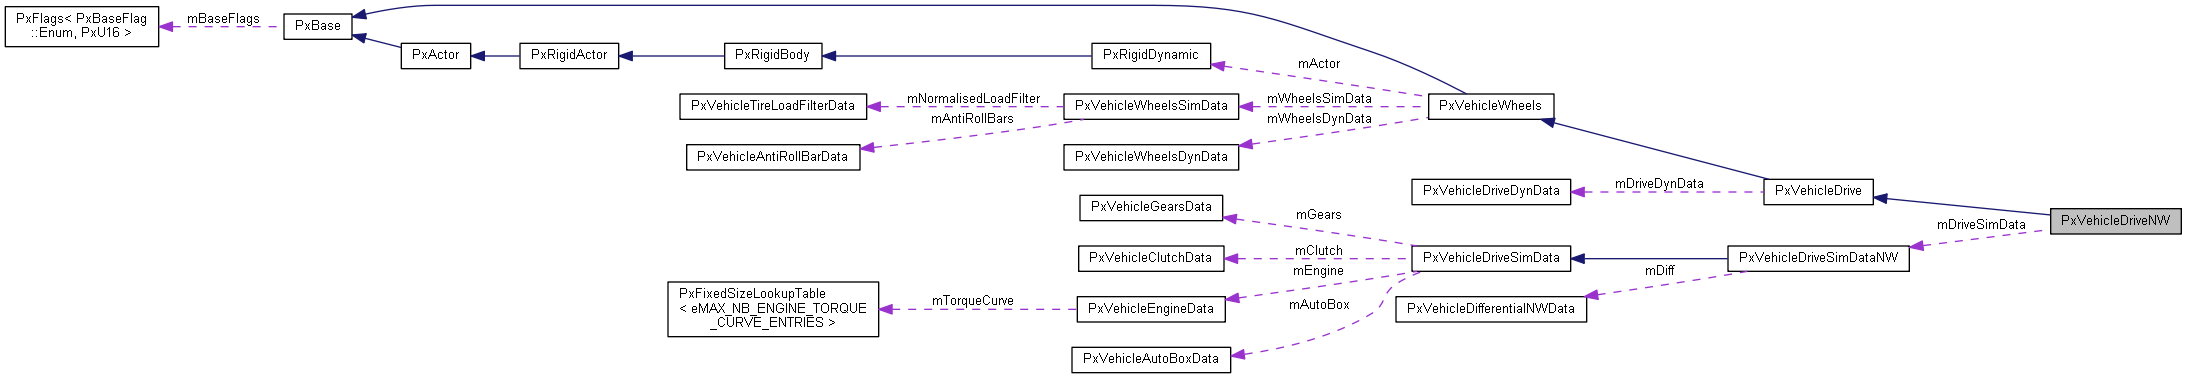 PxFlags< PxBaseFlag
::Enum, PxU16 >
mBaseFlags
PxBase
PxActor
PxRigidActor
PxRigidBody
PxRigidDynamic
mActor
PxVehicleTireLoadFilterData
mNormalisedLoadFilter
PxVehicleWheelsSimData
mWheelsSimData
PxVehicleWheels
mAntiRollBars
mWheelsDynData
PxVehicleAntiRollBarData
PxVehicleWheelsDynData
PxVehicleDriveDynData
mDriveDynData
PxVehicleDrive
PxVehicleGearsData
mGears
PxVehicleDriveNW
mDriveSimData
PxVehicleClutchData
mClutch
PxVehicleDriveSimData
PxVehicleDriveSimDataNW
mEngine
mDiff
PxFixedSizeLookupTable
< eMAX_NB_ENGINE_TORQUE
_CURVE_ENTRIES >
mTorqueCurve
PxVehicleEngineData
mAutoBox
PxVehicleDifferentialNWData
PxVehicleAutoBoxData